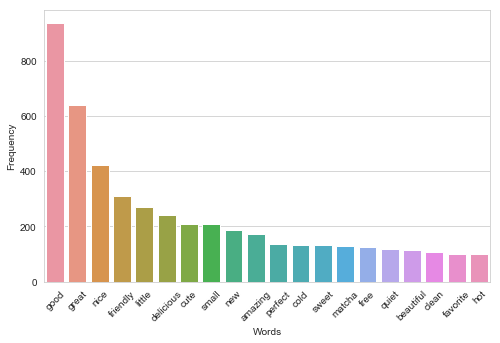 Frequency
800
600
400
200
0
good
great
nice
friendly
little
delicious
cute
small
new
amazing
perfect
cold
sweet
matcha
free
quiet
beautiful
clean
favorite
hot
Words